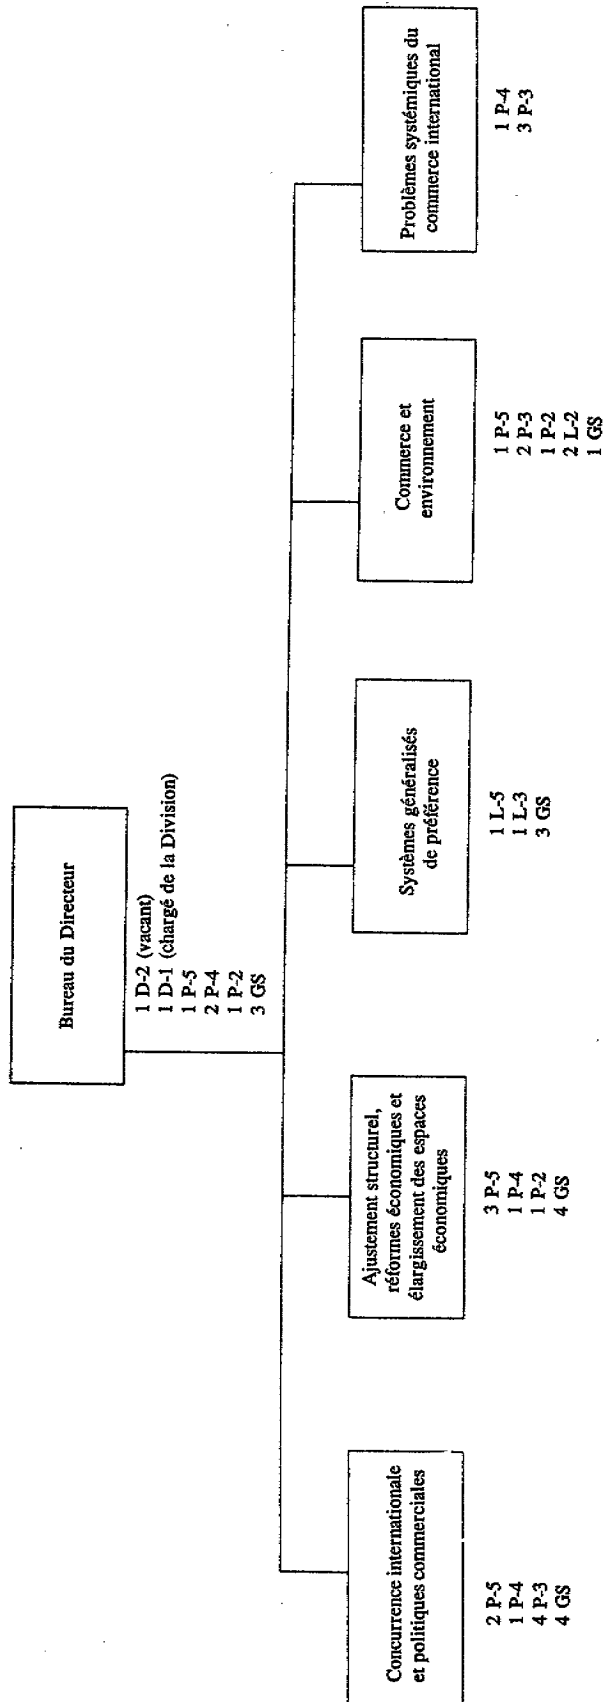 Bureau du Directeur
1 D-2 (vacant)
1 D-1 (chargé de la Division)
1 P-5
2 P-4
1 P-2
3 GS
Concurrence internationale
et politiques commerciales
2 P-5
1 P-4
4 P-3
4 GS
Ajustement structurel,
réformes économiques et
élargissement des espaces
économiques
3 P-5
1 P-4
1 P-2
4 GS
Systèmes généralisés
de préférence
1 L-5
1 L-3
3 GS
Commerce et
environnement
1 P-5
2 P-3
1 P-2
2 L-2
1 GS
Problèmes systémiques du
commerce international
1 P-4
3 P-3